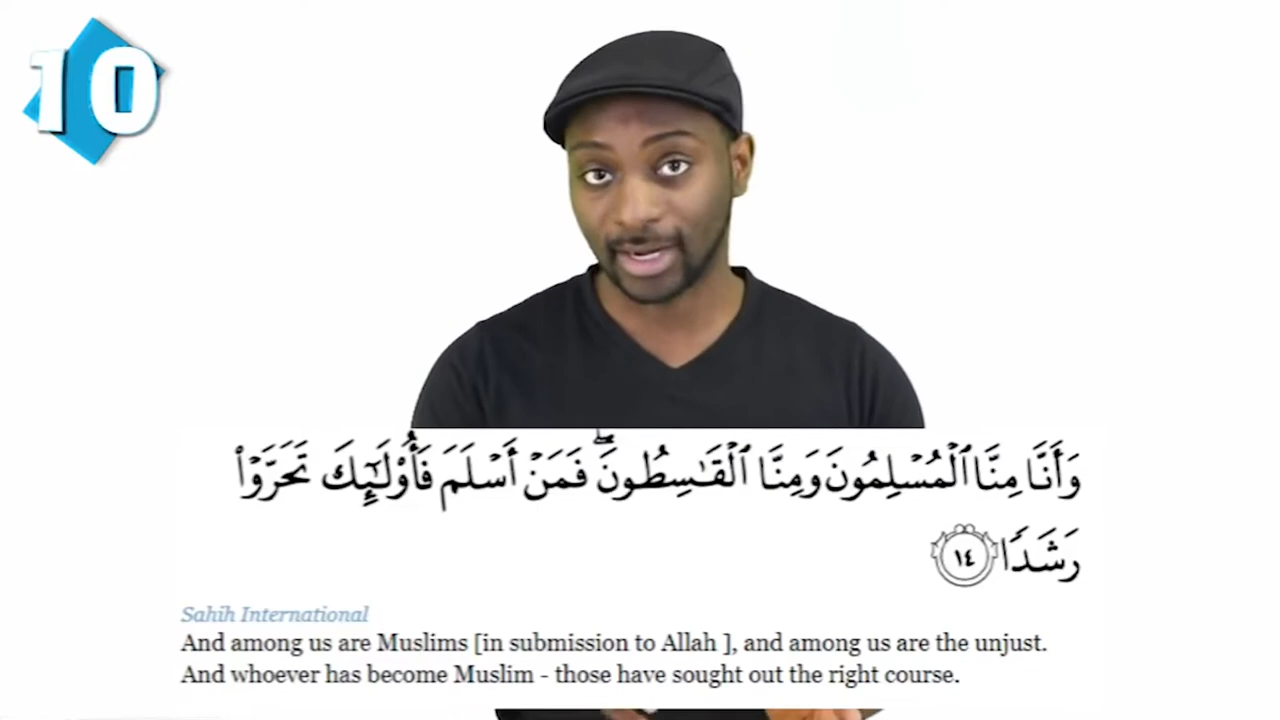 10
وَأَنَّا مِنَّا ٱلْمُسْلِمُونَ وَمِنَّا ٱلْقَـٰسِطُونَ ۖ فَمَنْ أَسْلَمَ فَأُو۟لَـٰٓئِكَ تَحَرَّوْا۟
رَشَدًا ١٤
Sahih International
And among us are Muslims [in submission to Allah ], and among us are the unjust.
And whoever has become Muslim - those have sought out the right course.